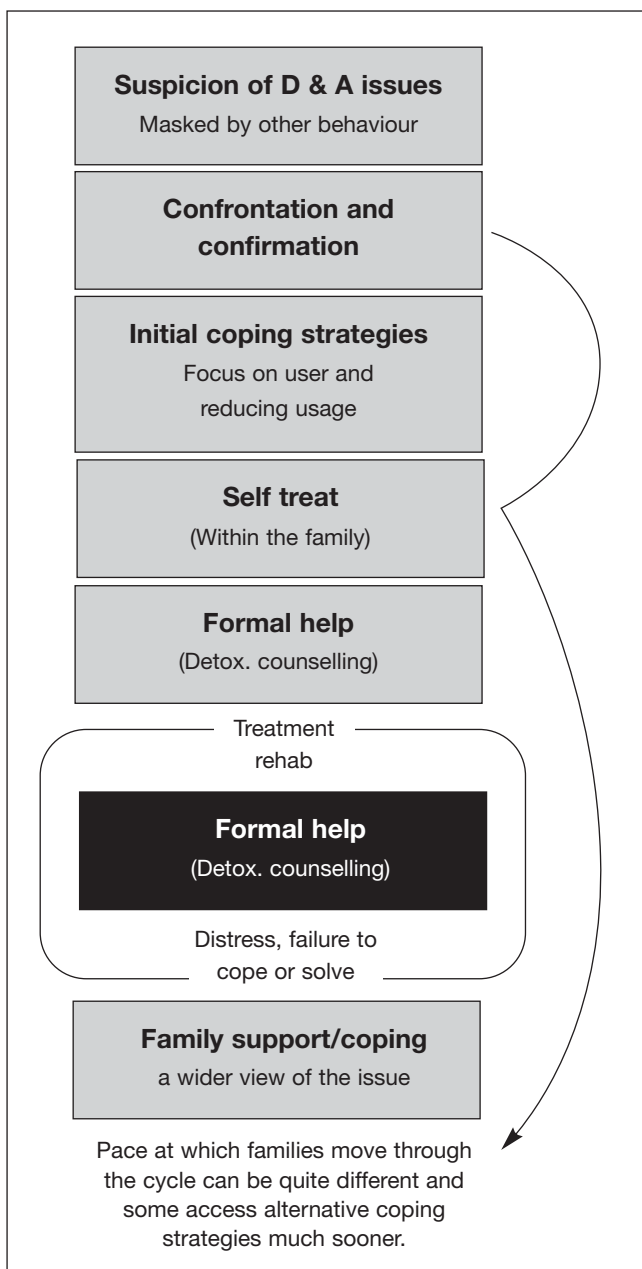 Suspicion of D & A issues
Masked by other behaviour
Confrontation and
confirmation
Initial coping strategies
Focus on user and
reducing usage
Self treat
(Within the family)
Formal help
(Detox. counselling)
Treatment
rehab
Formal help
(Detox. counselling)
Distress, failure to
cope or solve
Family support/coping
a wider view of the issue
Pace at which families move through
the cycle can be quite different and
some access alternative coping
strategies much sooner.